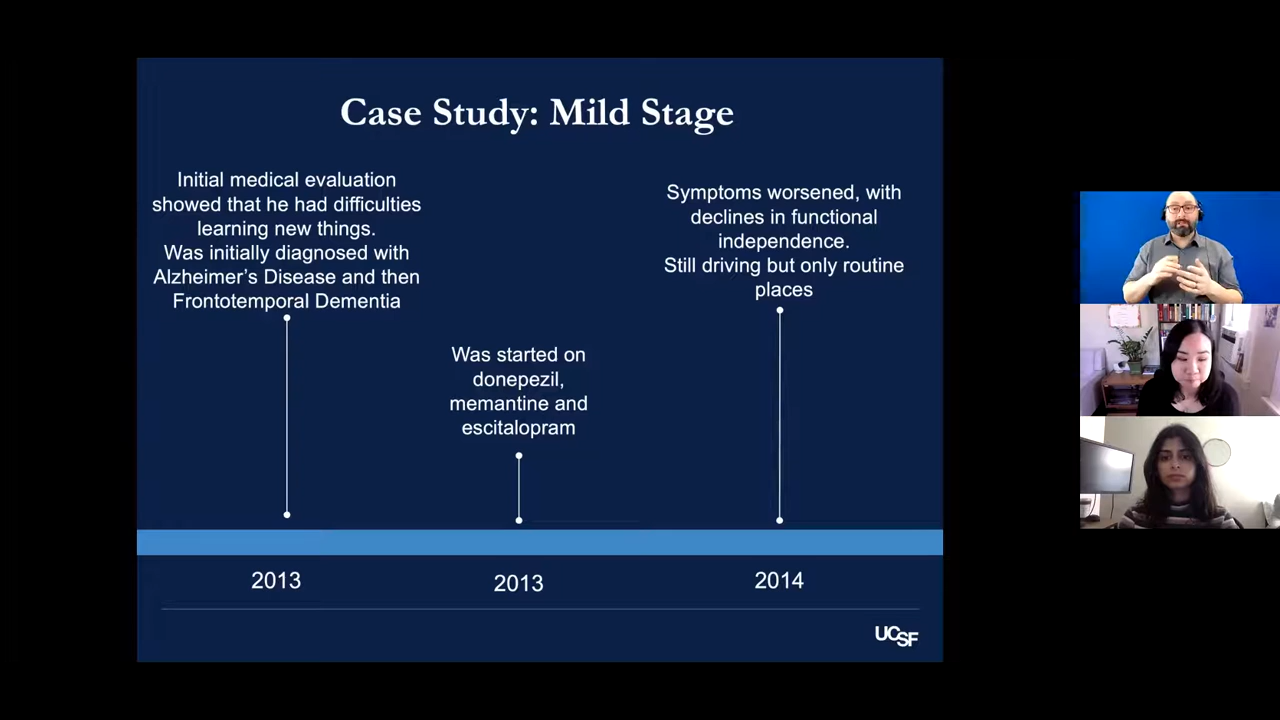 Case Study: Mild Stage
Initial medical evaluation
showed that he had difficulties
learning new things.
Was initially diagnosed with
Alzheimer’s Disease and then
Frontotemporal Dementia
Was started on
donepezil,
memantine and
escitalopram
Symptoms worsened, with
declines in functional
independence.
Still driving but only routine
places
2013
2013
2014
UCSF